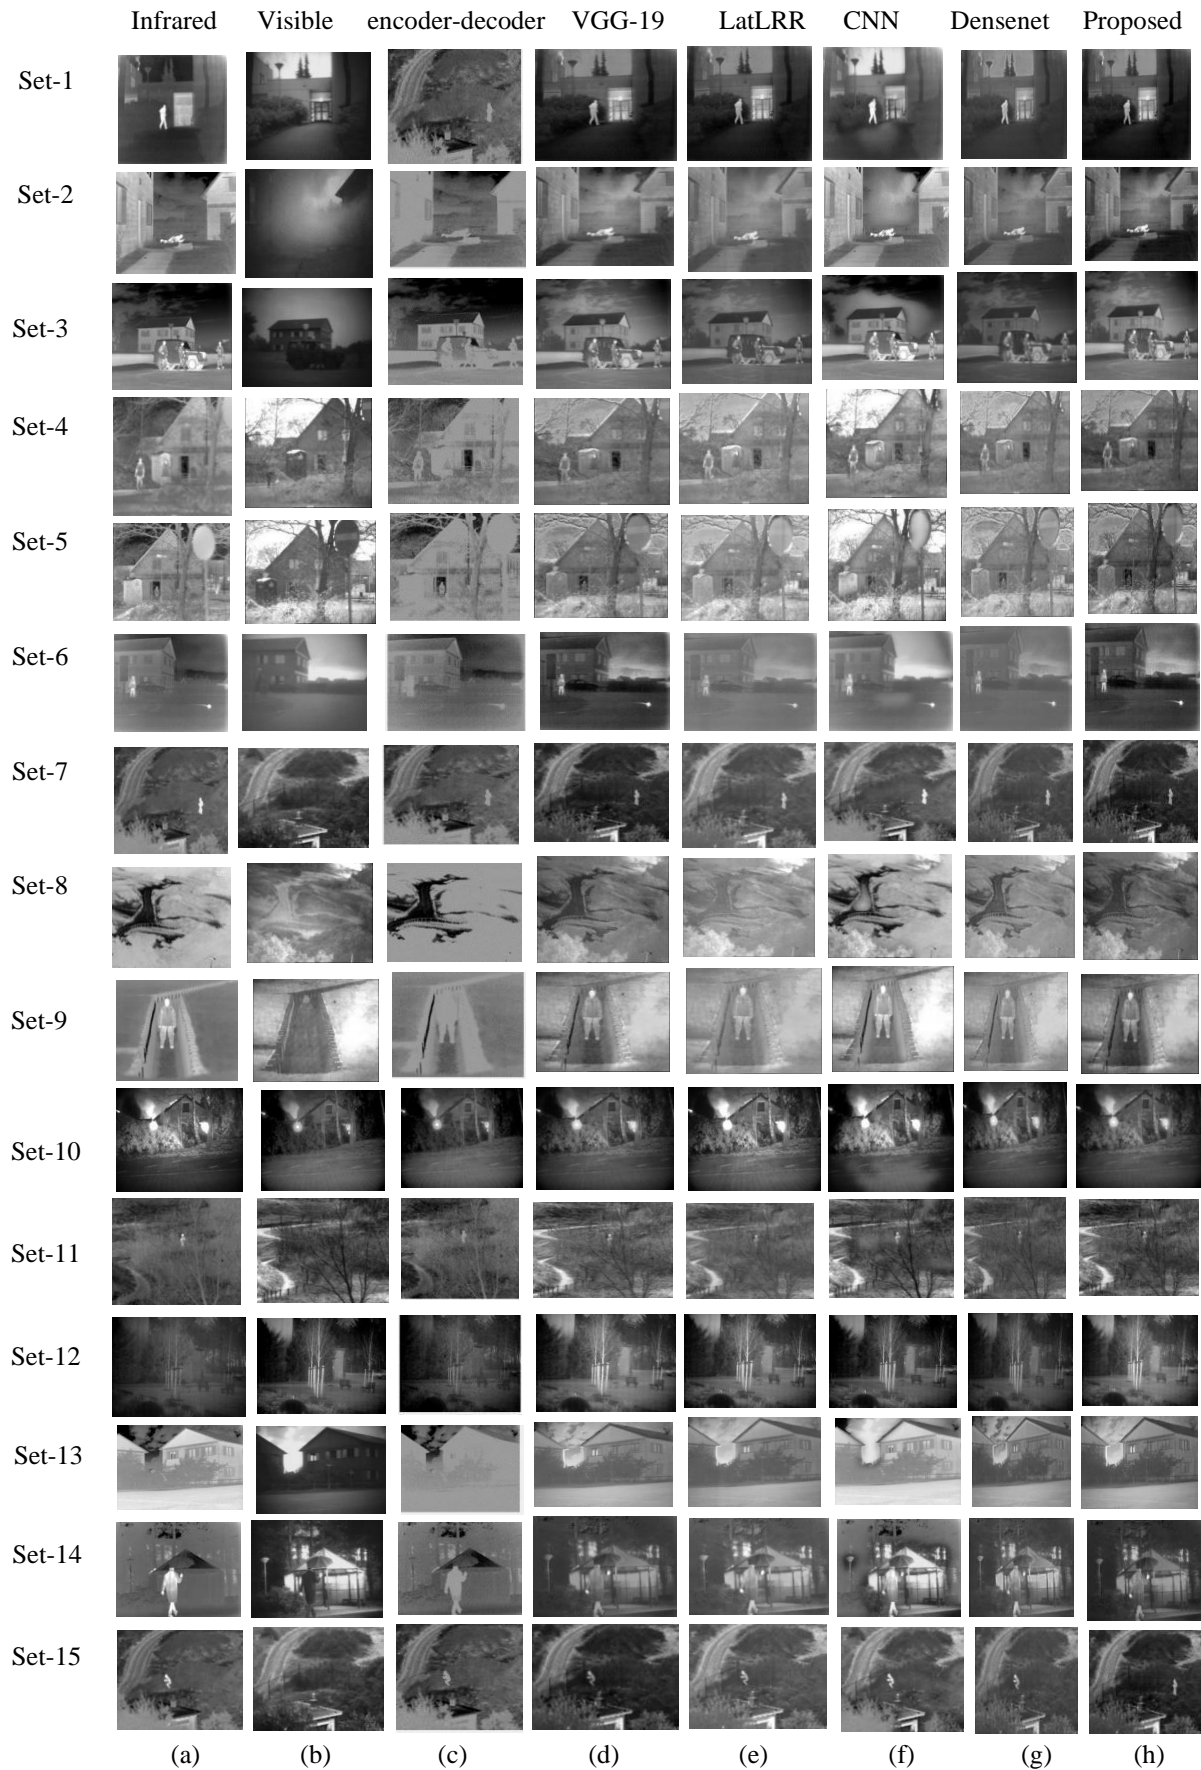 Infrared Visible encoder-decoder VGG-19 LatLRR CNN Densenet Proposed
Set-1
Set-2
Set-3
Set-4
Set-5
Set-6
Set-7
Set-8
Set-9
Set-10
Set-11
Set-12
Set-13
Set-14
Set-15
(a) (b) (c) (d) (e) (f) (g) (h)